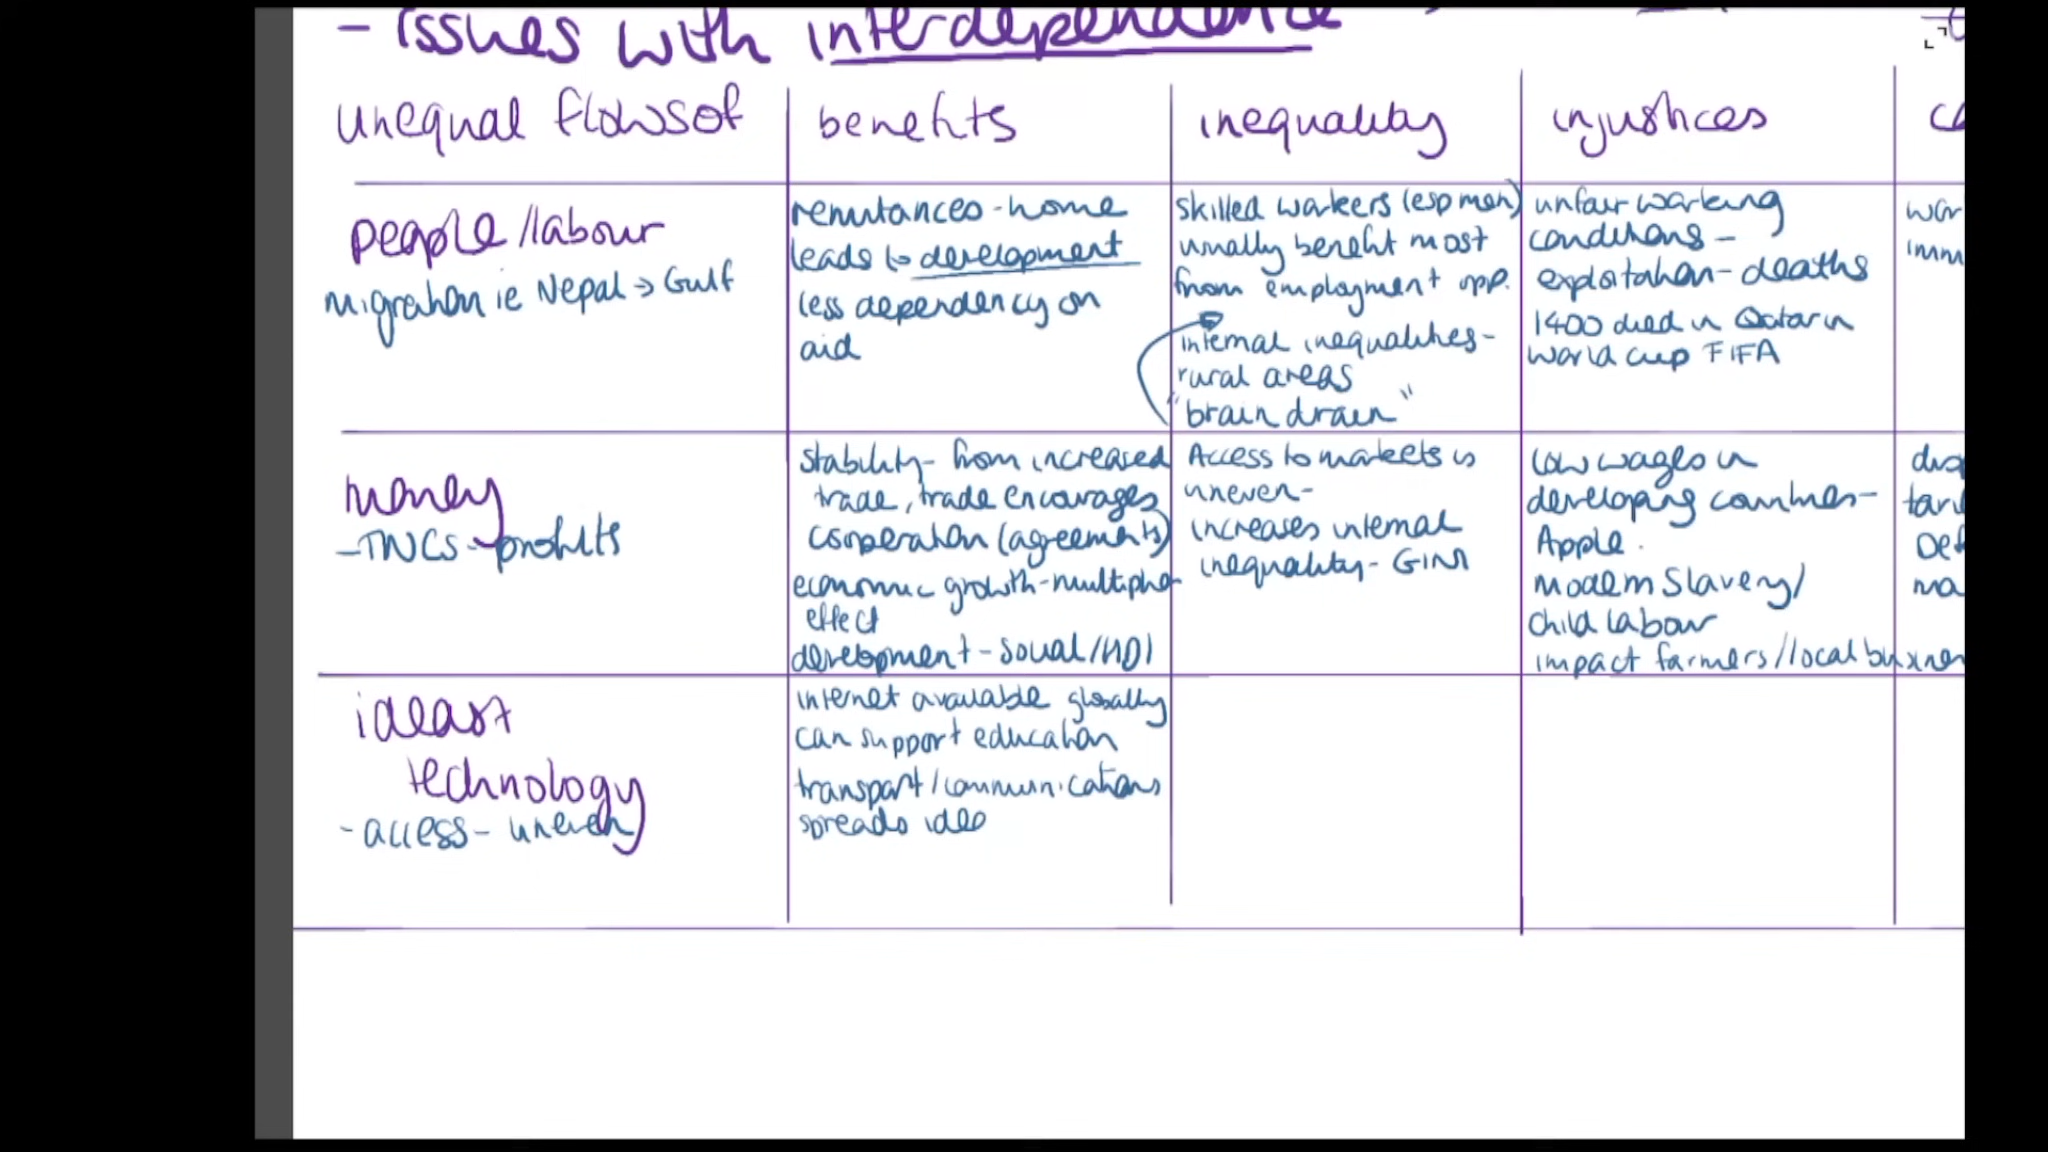 - issues with interdependence
unequal flows of
benefits
inequality
injustices
people/labour
migration ie Nepal → Gulf
remittances - home
leads to development
less dependency on
aid
skilled workers (esp men)
usually benefit most
from employment opp.
internal inequalities-
rural areas
"brain drain"
unfair working
conditions -
exploitation - deaths
1400 died in Qatar in
World cup FIFA
war
imm
money
- TNCs - profits
stability - from increased
trade, trade encourages
cooperation (agreements)
economic growth - multiplier
effect
development - social/HDI
Access to markets is
uneven -
increases internal
inequality - GINI
low wages in
developing countries -
Apple.
modern slavery/
child labour
impact farmers/local busines
ideas +
technology
- access - uneven
internet available globally
can support education
transport/communications
spreads idea